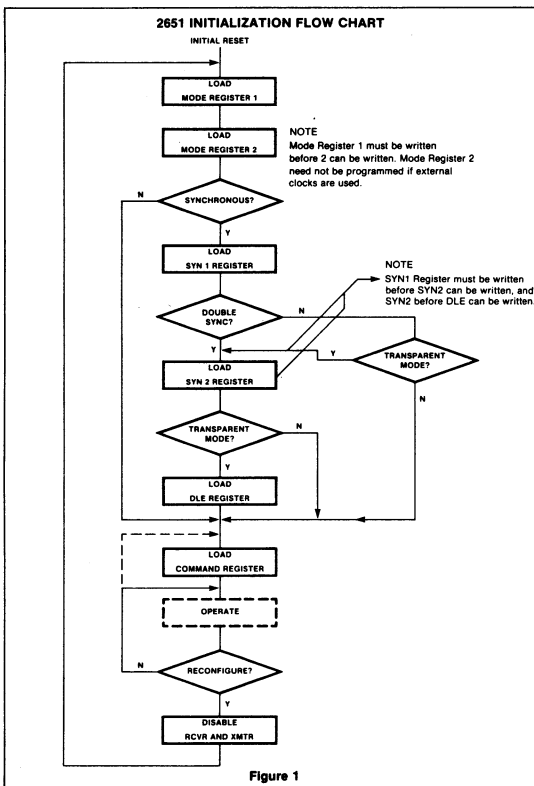 2651 INITIALIZATION FLOW CHART
INITIAL RESET
LOAD
MODE REGISTER 1
LOAD
MODE REGISTER 2
NOTE
Mode Register 1 must be written
before 2 can be written. Mode Register 2
need not be programmed if external
clocks are used.
N
SYNCHRONOUS?
Y
LOAD
SYN 1 REGISTER
NOTE
SYN1 Register must be written
before SYN2 can be written, and
SYN2 before DLE can be written.
DOUBLE
SYNC?
N
Y
Y
TRANSPARENT
MODE?
N
LOAD
SYN 2 REGISTER
TRANSPARENT
MODE?
N
Y
LOAD
DLE REGISTER
LOAD
COMMAND REGISTER
OPERATE
N
RECONFIGURE?
Y
DISABLE
RCVR AND XMTR
Figure 1